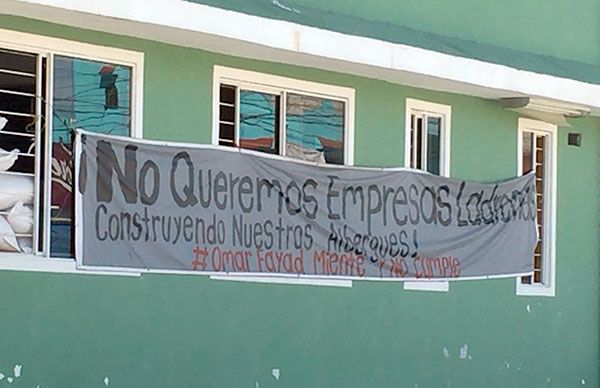 ¡No Queremos Empresas Ladronas
Construyendo Nuestros Albergues!
#Omar Fayad Miente Y No Cumple